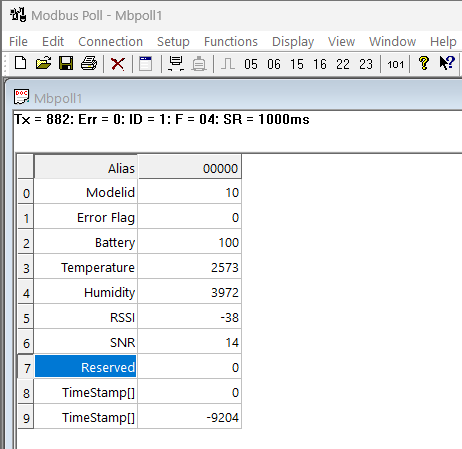 Modbus Poll - Mbpoll1
File Edit Connection Setup Functions Display View Window Help
05 06 15 16 22 23 101 ? ?
DOC Mbpoll1
Tx = 882: Err = 0: ID = 1: F = 04: SR = 1000ms
Alias 00000
0 Modelid 10
1 Error Flag 0
2 Battery 100
3 Temperature 2573
4 Humidity 3972
5 RSSI -38
6 SNR 14
7 Reserved 0
8 TimeStamp[] 0
9 TimeStamp[] -9204